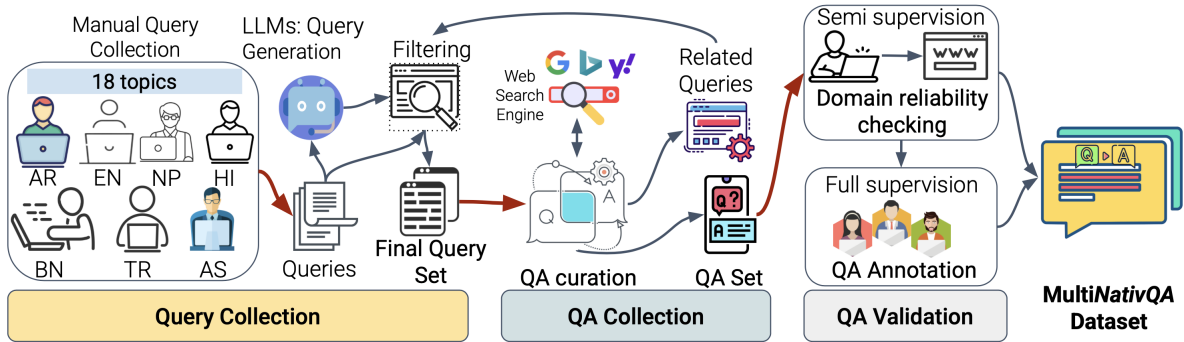 Manual Query
Collection
18 topics
AR
EN
NP
HI
BN
TR
AS
LLMs: Query
Generation
Queries
Filtering
Final Query
Set
Query Collection
Web
Search
Engine
G b y!
Q
A
QA curation
Related
Queries
Q?
A
QA Set
QA Collection
Semi supervision
WWW
Domain reliability
checking
Full supervision
QA Annotation
QA Validation
Q A
MultiNativQA
Dataset